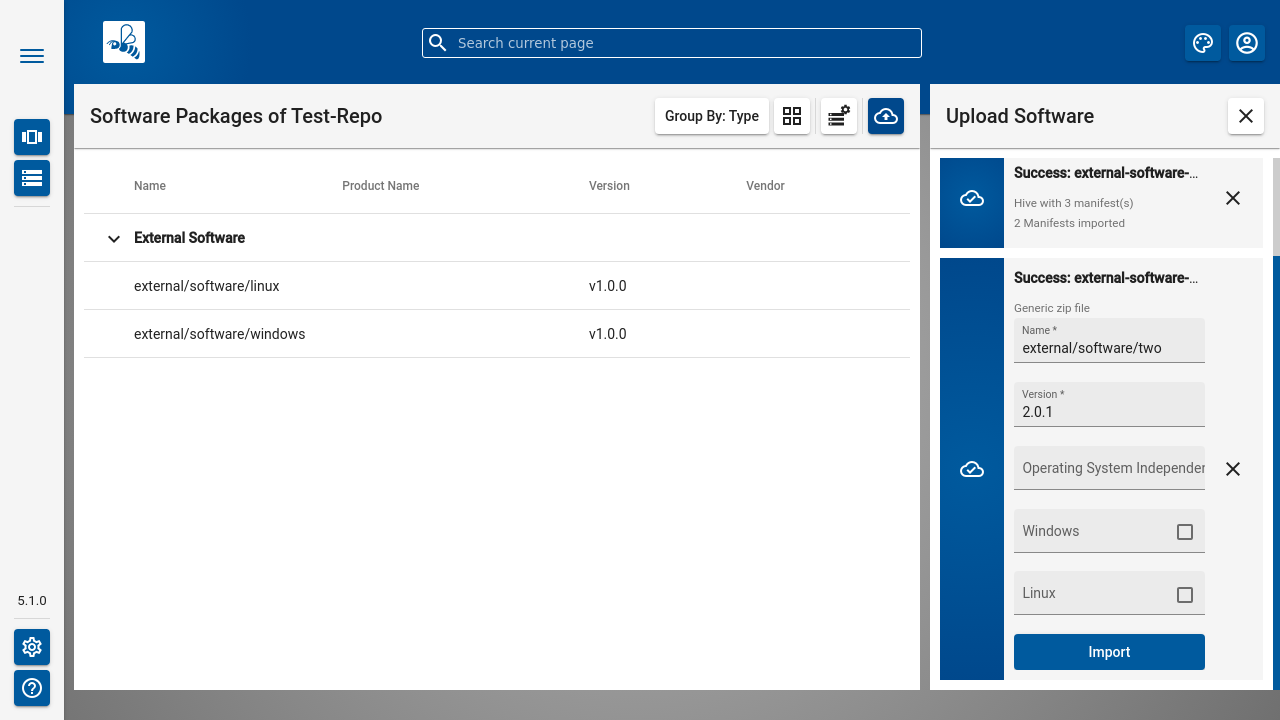 Search current page
Software Packages of Test-Repo
Group By: Type
Upload Software
Name Product Name Version Vendor
External Software
external/software/linux v1.0.0
external/software/windows v1.0.0
Success: external-software-...
Hive with 3 manifest(s)
2 Manifests imported
Success: external-software-...
Generic zip file
Name *
external/software/two
Version *
2.0.1
Operating System
Windows
Linux
Import
5.1.0